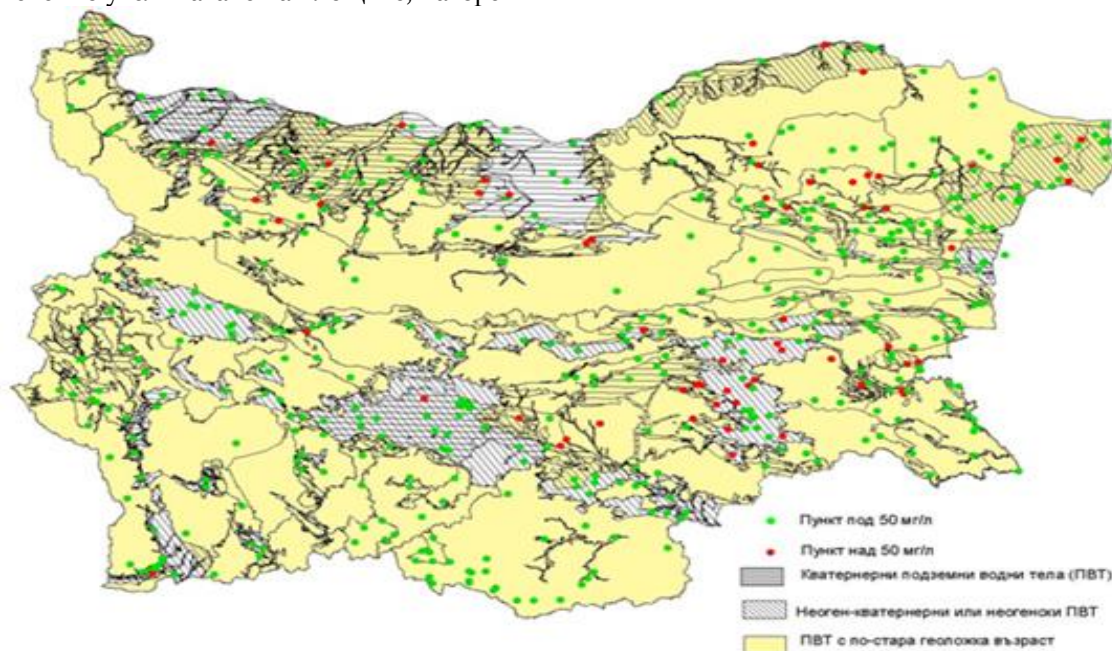 Пункт под 50 мг/л
Пункт над 50 мг/л
Кватернерни подземни водни тела (ПВТ)
Неоген-кватернерни или неогенски ПВТ
ПВТ с по-стара геоложка възраст